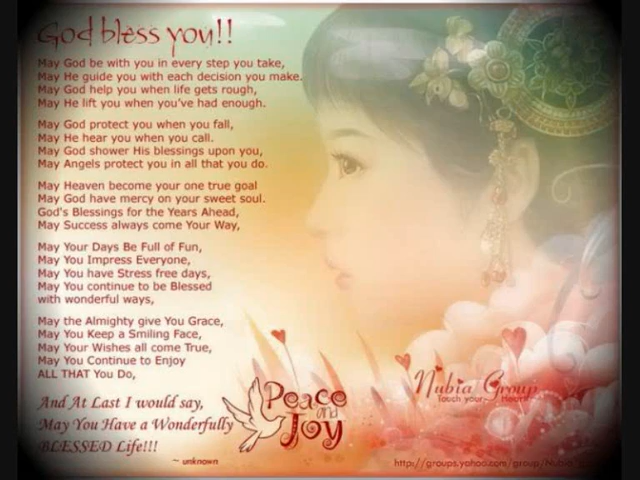 God bless you!!
May God be with you in every step you take,
May He guide you with each decision you make.
May God help you when life gets rough,
May He lift you when you've had enough.
May God protect you when you fall,
May He hear you when you call.
May God shower His blessings upon you,
May Angels protect you in all that you do.
May Heaven become your one true goal
May God have mercy on your sweet soul.
God's Blessings for the Years Ahead,
May Success always come Your Way,
May Your Days Be Full of Fun,
May You Impress Everyone,
May You have Stress free days,
May You continue to be Blessed
with wonderful ways,
May the Almighty give You Grace,
May You Keep a Smiling Face,
May Your Wishes all come True,
May You Continue to Enjoy
ALL THAT You Do,
And At Last I would say,
May You Have a Wonderfully
BLESSED Life!!!
~ unknown
Peace
and
Joy
Nubia Group
Touch your Heart
http://groups.yahoo.com/group/Nubia